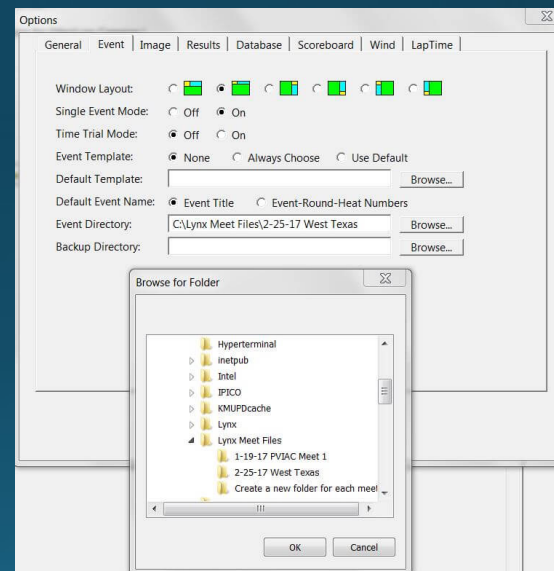 Options
General Event Image Results Database Scoreboard Wind LapTime
Window Layout:
Single Event Mode: Off On
Time Trial Mode: Off On
Event Template: None Always Choose Use Default
Default Template: Browse...
Default Event Name: Event Title Event-Round-Heat Numbers
Event Directory: C:\Lynx Meet Files\2-25-17 West Texas Browse...
Backup Directory: Browse...
Browse for Folder
Hyperterminal
inetpub
Intel
IPICO
KMUPDcache
Lynx
Lynx Meet Files
1-19-17 PVIAC Meet 1
2-25-17 West Texas
Create a new folder for each meet
OK Cancel